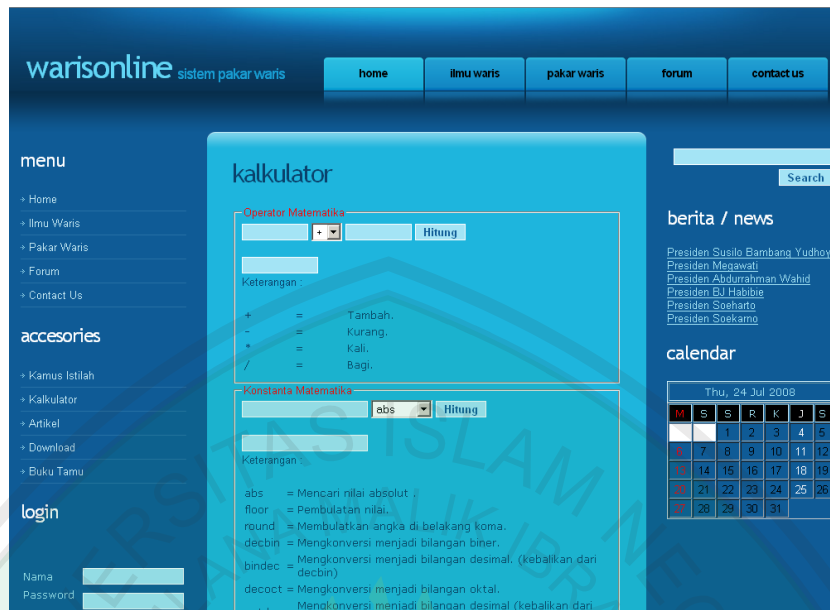 warisonline sistem pakar waris
home ilmu waris pakar waris forum contact us
menu
Home
Ilmu Waris
Pakar Waris
Forum
Contact Us
accesories
Kamus Istilah
Kalkulator
Artikel
Download
Buku Tamu
login
Nama
Password
kalkulator
Operator Matematika
+ Hitung
Keterangan :
+ = Tambah.
- = Kurang.
* = Kali.
/ = Bagi.
Konstanta Matematika
abs Hitung
Keterangan :
abs = Mencari nilai absolut .
floor = Pembulatan nilai.
round = Membulatkan angka di belakang koma.
decbin = Mengkonversi menjadi bilangan biner.
bindec = Mengkonversi menjadi bilangan desimal. (kebalikan dari
decbin)
decoct = Mengkonversi menjadi bilangan oktal.
Mengkonversi menjadi bilangan desimal (kebalikan dari
Search
berita / news
Presiden Susilo Bambang Yudhoy
Presiden Megawati
Presiden Abdurrahman Wahid
Presiden BJ Habibie
Presiden Soeharto
Presiden Soekarno
calendar
Thu, 24 Jul 2008
M S S R K J S
1 2 3 4 5
6 7 8 9 10 11 12
13 14 15 16 17 18 19
20 21 22 23 24 25 26
27 28 29 30 31